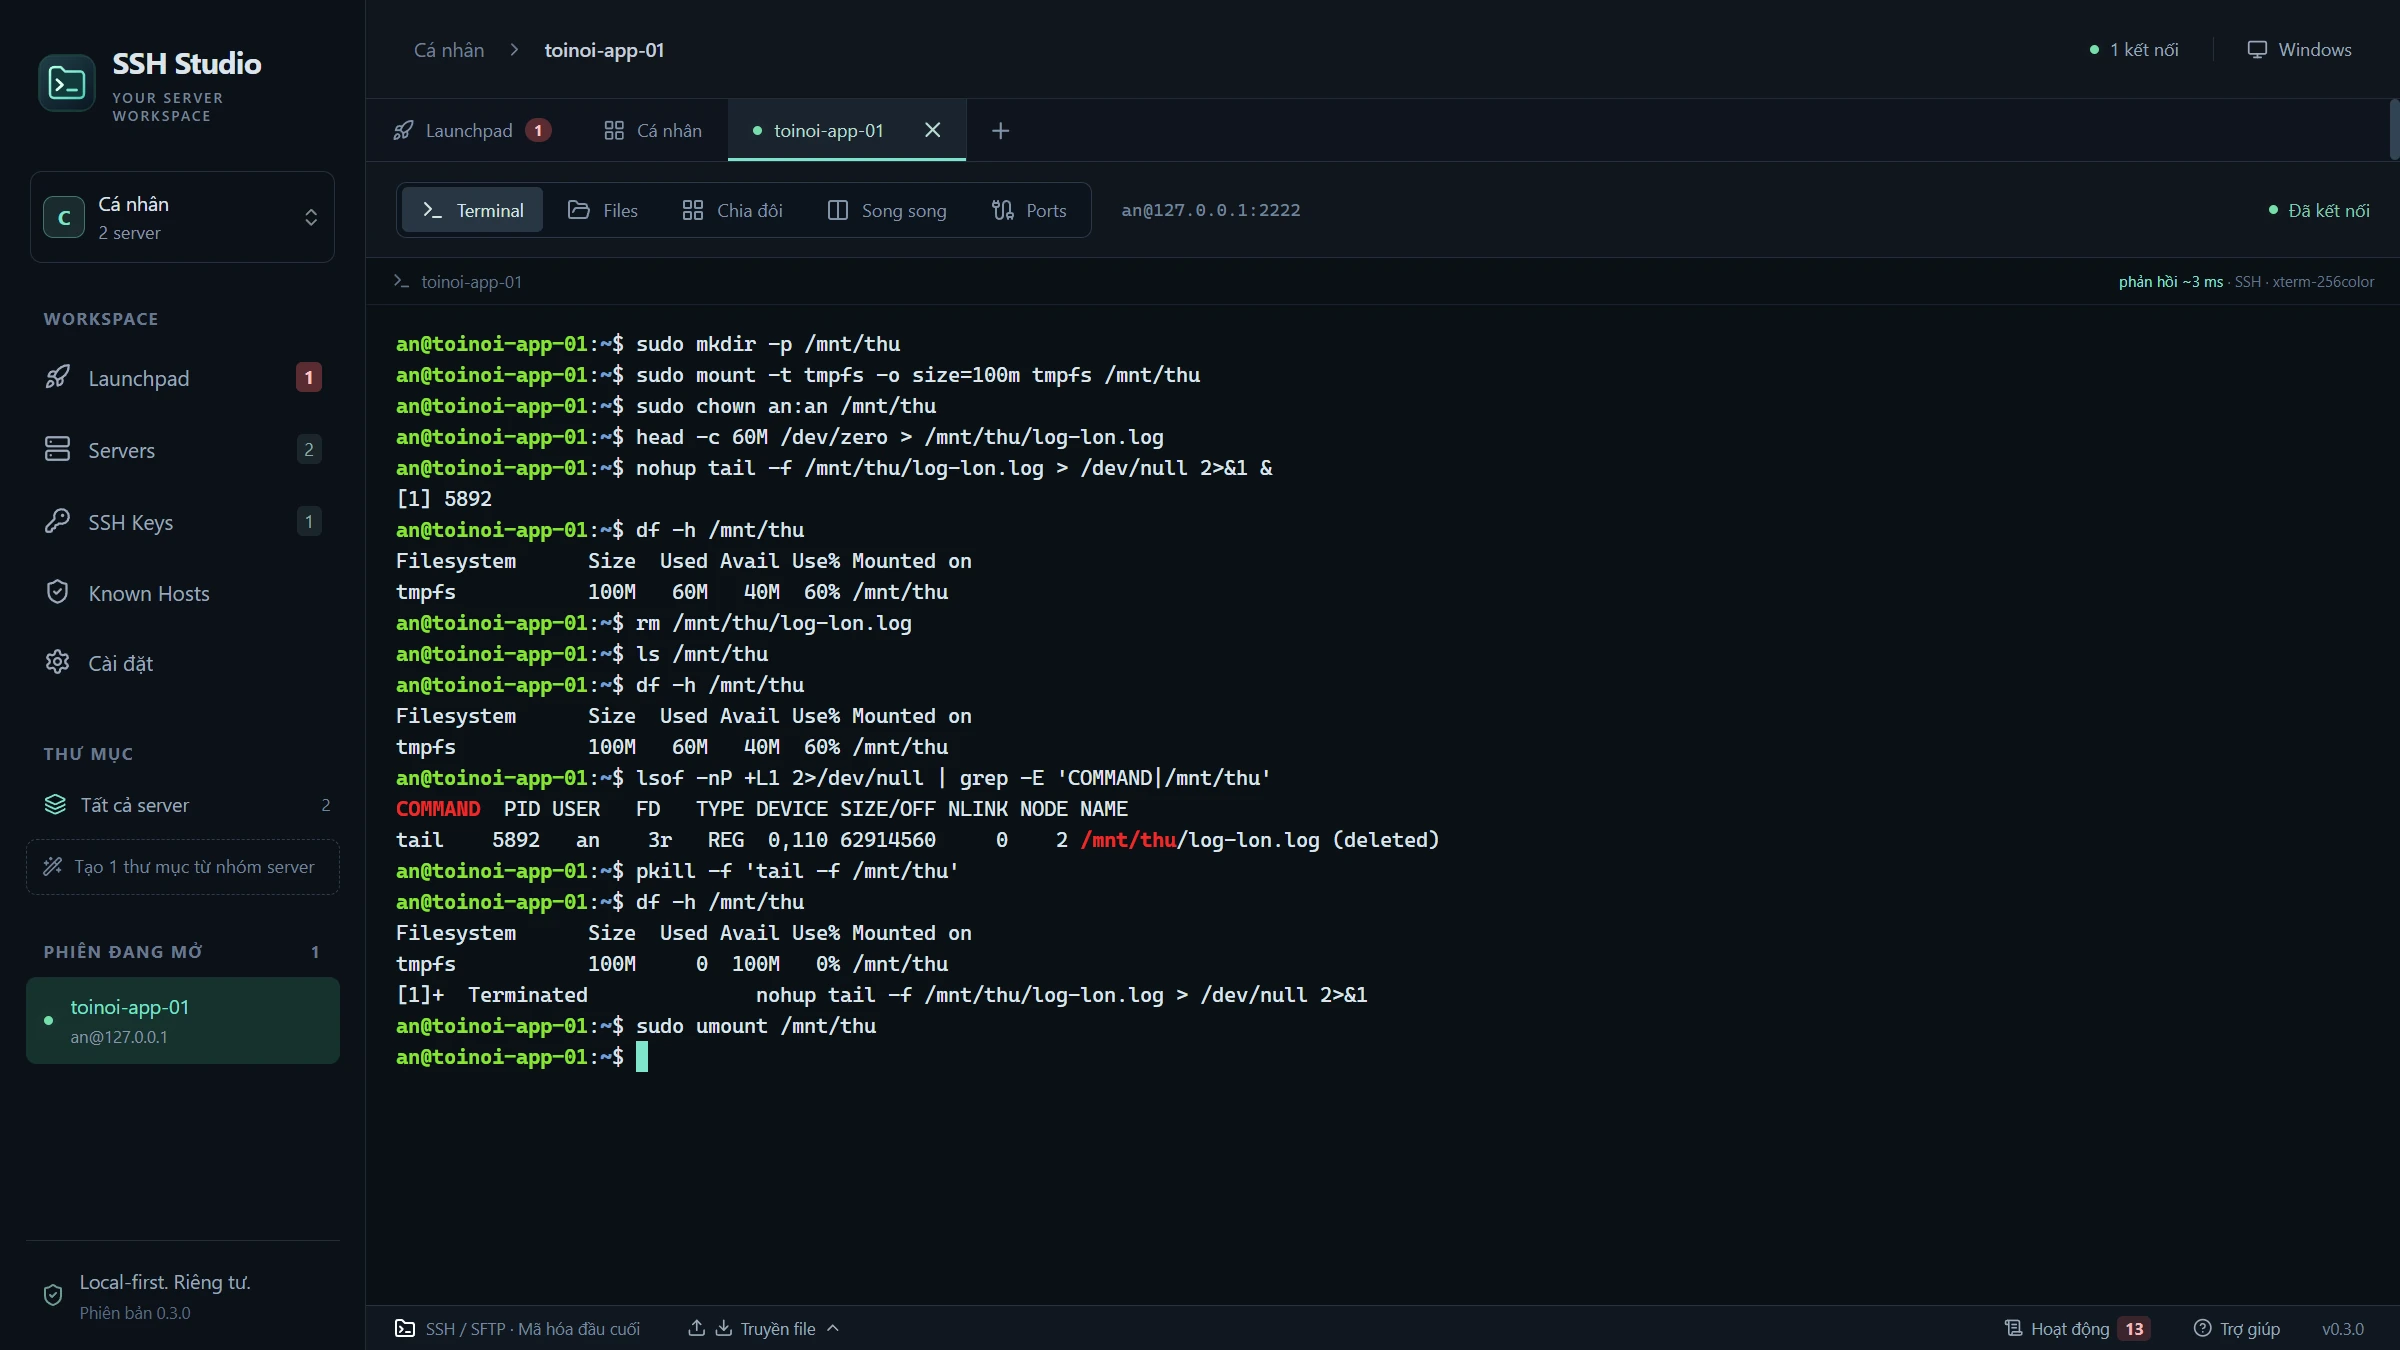 SSH Studio
YOUR SERVER
WORKSPACE
C
Cá nhân
2 server
WORKSPACE
Launchpad 1
Servers 2
SSH Keys 1
Known Hosts
Cài đặt
THƯ MỤC
Tất cả server 2
Tạo 1 thư mục từ nhóm server
PHIÊN ĐANG MỞ 1
toinoi-app-01
an@127.0.0.1
Local-first. Riêng tư.
Phiên bản 0.3.0
Cá nhân > toinoi-app-01
1 kết nối
Windows
Launchpad 1
Cá nhân
toinoi-app-01
Terminal
Files
Chia đôi
Song song
Ports
an@127.0.0.1:2222
Đã kết nối
toinoi-app-01
phản hồi ~3 ms · SSH · xterm-256color
an@toinoi-app-01:~$ sudo mkdir -p /mnt/thu
an@toinoi-app-01:~$ sudo mount -t tmpfs -o size=100m tmpfs /mnt/thu
an@toinoi-app-01:~$ sudo chown an:an /mnt/thu
an@toinoi-app-01:~$ head -c 60M /dev/zero > /mnt/thu/log-lon.log
an@toinoi-app-01:~$ nohup tail -f /mnt/thu/log-lon.log > /dev/null 2>&1 &
[1] 5892
an@toinoi-app-01:~$ df -h /mnt/thu
Filesystem      Size  Used Avail Use% Mounted on
tmpfs           100M   60M   40M  60% /mnt/thu
an@toinoi-app-01:~$ rm /mnt/thu/log-lon.log
an@toinoi-app-01:~$ ls /mnt/thu
an@toinoi-app-01:~$ df -h /mnt/thu
Filesystem      Size  Used Avail Use% Mounted on
tmpfs           100M   60M   40M  60% /mnt/thu
an@toinoi-app-01:~$ lsof -nP +L1 2>/dev/null | grep -E 'COMMAND|/mnt/thu'
COMMAND  PID USER   FD   TYPE DEVICE SIZE/OFF NLINK NODE NAME
tail    5892   an    3r   REG  0,110 62914560     0    2 /mnt/thu/log-lon.log (deleted)
an@toinoi-app-01:~$ pkill -f 'tail -f /mnt/thu'
an@toinoi-app-01:~$ df -h /mnt/thu
Filesystem      Size  Used Avail Use% Mounted on
tmpfs           100M     0  100M   0% /mnt/thu
[1]+  Terminated              nohup tail -f /mnt/thu/log-lon.log > /dev/null 2>&1
an@toinoi-app-01:~$ sudo umount /mnt/thu
an@toinoi-app-01:~$
SSH / SFTP · Mã hóa đầu cuối
Truyền file
Hoạt động 13
Trợ giúp
v0.3.0